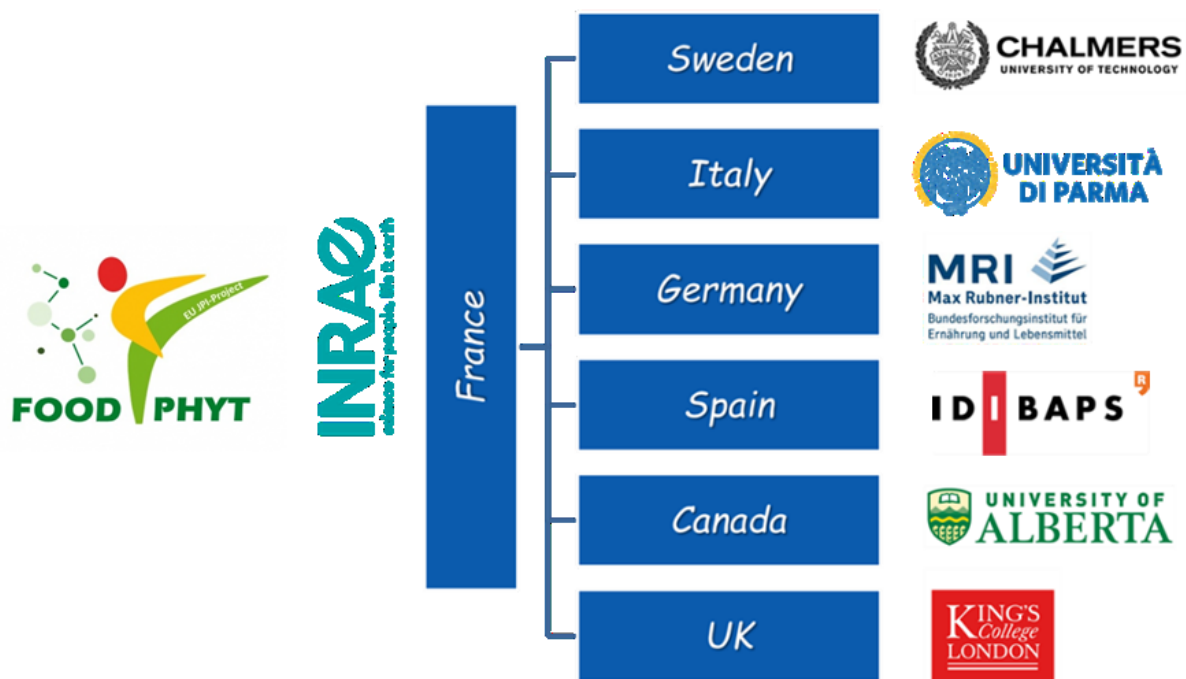 EU JPI-Project
FOOD PHYT
INRAE
science for people, life & earth
France
Sweden
CHALMERS
UNIVERSITY OF TECHNOLOGY
Italy
UNIVERSITÀ
DI PARMA
Germany
MRI
Max Rubner-Institut
Bundesforschungsinstitut für
Ernährung und Lebensmittel
Spain
IDIBAPS
R
Canada
UNIVERSITY OF
ALBERTA
UK
KING'S
College
LONDON